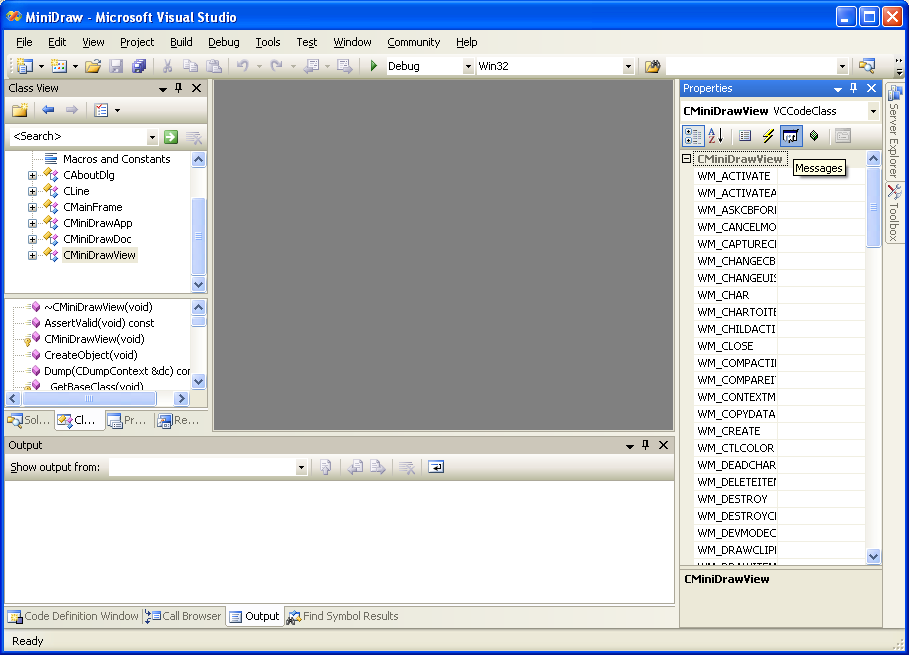 MiniDraw - Microsoft Visual Studio
File Edit View Project Build Debug Tools Test Window Community Help
Debug Win32
Class View
<Search>
Macros and Constants
CAboutDlg
CLine
CMainFrame
CMiniDrawApp
CMiniDrawDoc
CMiniDrawView
~CMiniDrawView(void)
AssertValid(void) const
CMiniDrawView(void)
CreateObject(void)
Dump(CDumpContext &dc) cor
_GetBaseClass(void)
Sol... Cl... Pr... Re...
Properties
CMiniDrawView VCCodeClass
Messages
CMiniDrawView
WM_ACTIVATE
WM_ACTIVATEA
WM_ASKCBFORI
WM_CANCELMO
WM_CAPTURECI
WM_CHANGECB
WM_CHANGEUIS
WM_CHAR
WM_CHARTOITE
WM_CHILDACTI
WM_CLOSE
WM_COMPACTII
WM_COMPAREI
WM_CONTEXTM
WM_COPYDATA
WM_CREATE
WM_CTLCOLOR
WM_DEADCHAR
WM_DELETEITEM
WM_DESTROY
WM_DESTROYCI
WM_DEVMODEC
WM_DRAWCLIPI
WM_DRAWITEM
CMiniDrawView
Server Explorer
Toolbox
Output
Show output from:
Code Definition Window Call Browser Output Find Symbol Results
Ready